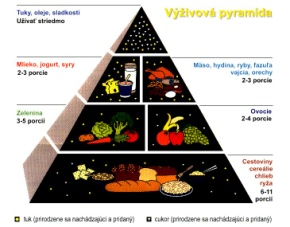 Výživová pyramída
Tuky, oleje, sladkosti
Užívať striedmo
Mlieko, jogurt, syry
2-3 porcie
Mäso, hydina, ryby, fazuľa
vajcia, orechy
2-3 porcie
Zelenina
3-5 porcií
Ovocie
2-4 porcie
Cestoviny
cereálie
chlieb
ryža
6-11
porcií
tuk (prirodzene sa nachádzajúci a pridaný)
cukor (prirodzene sa nachádzajúci a pridaný)